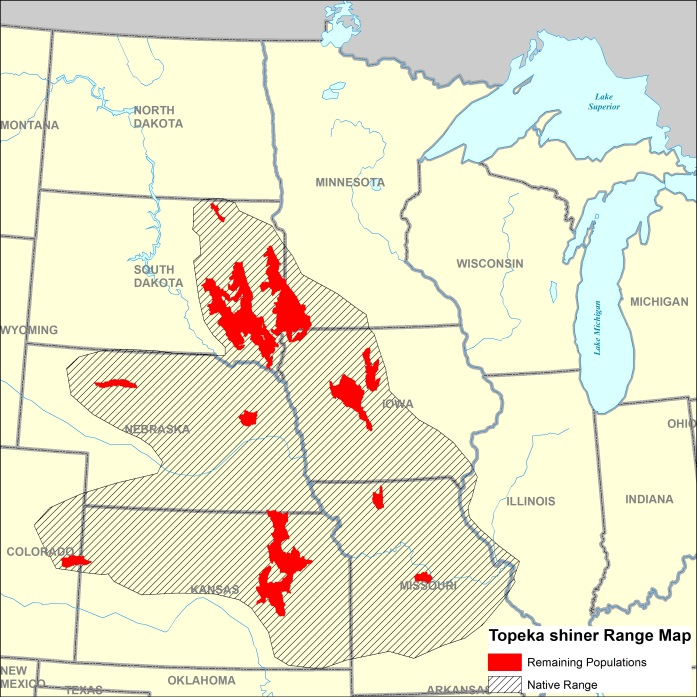 Lake
Superior
NORTH
DAKOTA
MONTANA
MINNESOTA
WISCONSIN
SOUTH
DAKOTA
MICHIGAN
Lake Michigan
WYOMING
IOWA
OHIO
NEBRASKA
ILLINOIS
INDIANA
COLORADO
KANSAS
MISSOURI
Topeka shiner Range Map
Remaining Populations
Native Range
NEW
MEXICO
OKLAHOMA
TEXAS
ARKANSAS